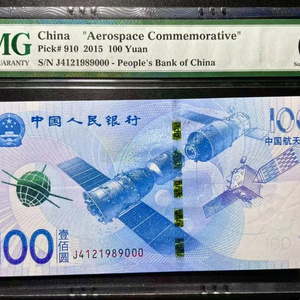 MG China "Aerospace Commemorative"
GUARANTY Pick# 910 2015 100 Yuan
S/N J4121989000 - People's Bank of China
中国人民银行
100
中国航天
100 壹佰圆 J4121989000